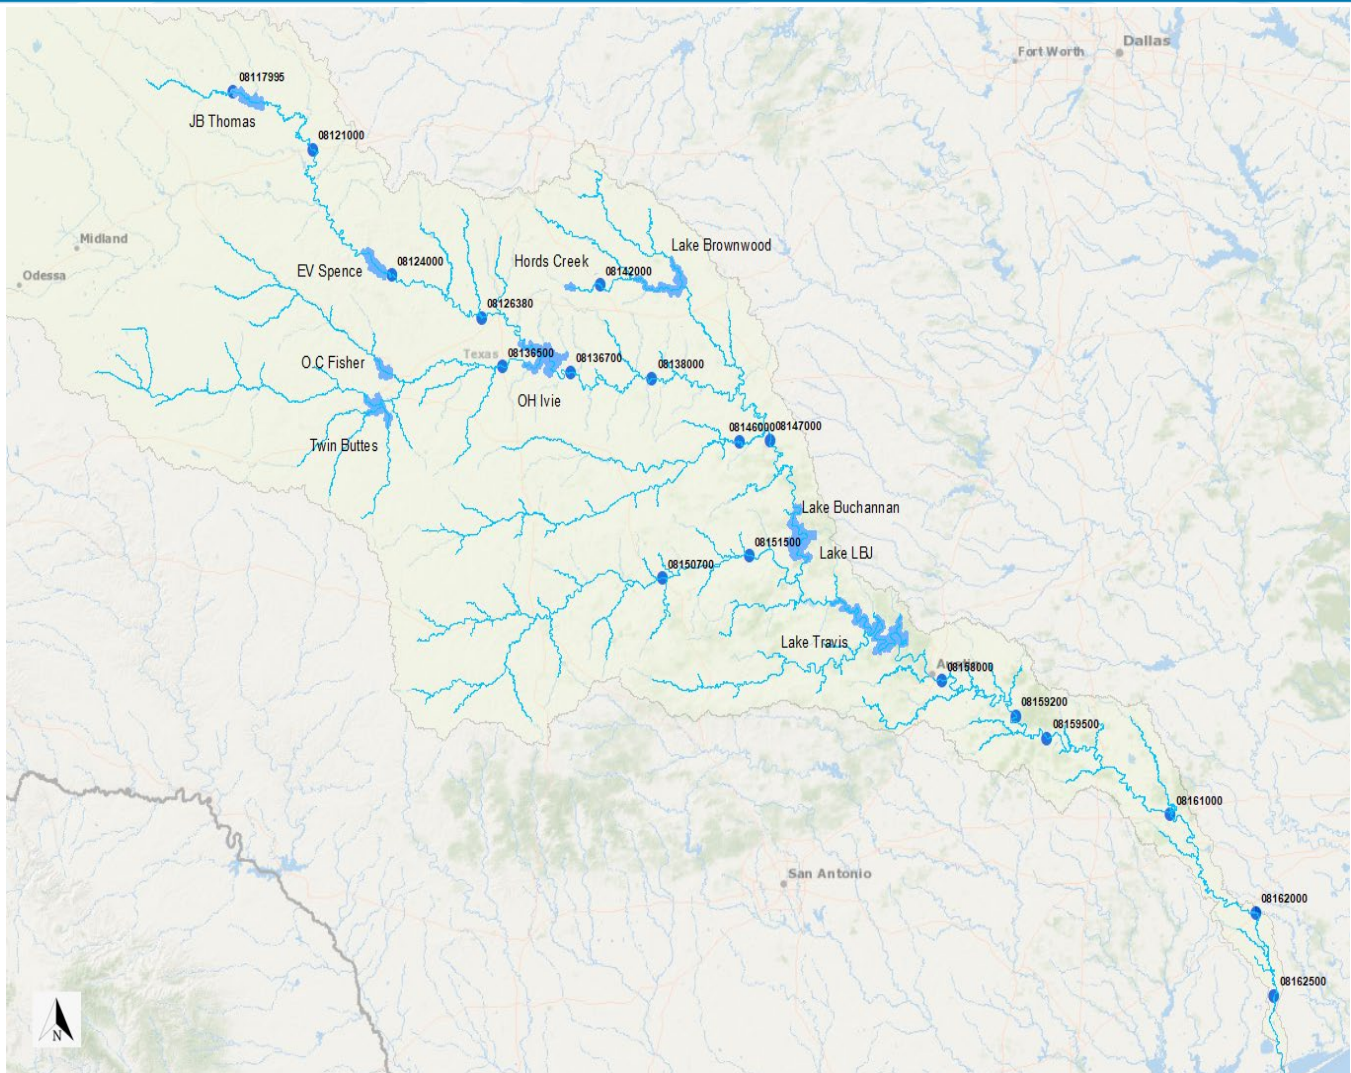 Dallas
Fort Worth
08117995
JB Thomas
08121000
Midland
Lake Brownwood
Odessa
EV Spence
08124000
Hords Creek
08142000
08126380
Texas
08136500
08136700
08138000
O.C Fisher
OH Ivie
Twin Buttes
08146000
08147000
Lake Buchannan
08151500
Lake LBJ
08150700
Lake Travis
08158000
08159200
08159500
08161000
San Antonio
08162000
08162500
N